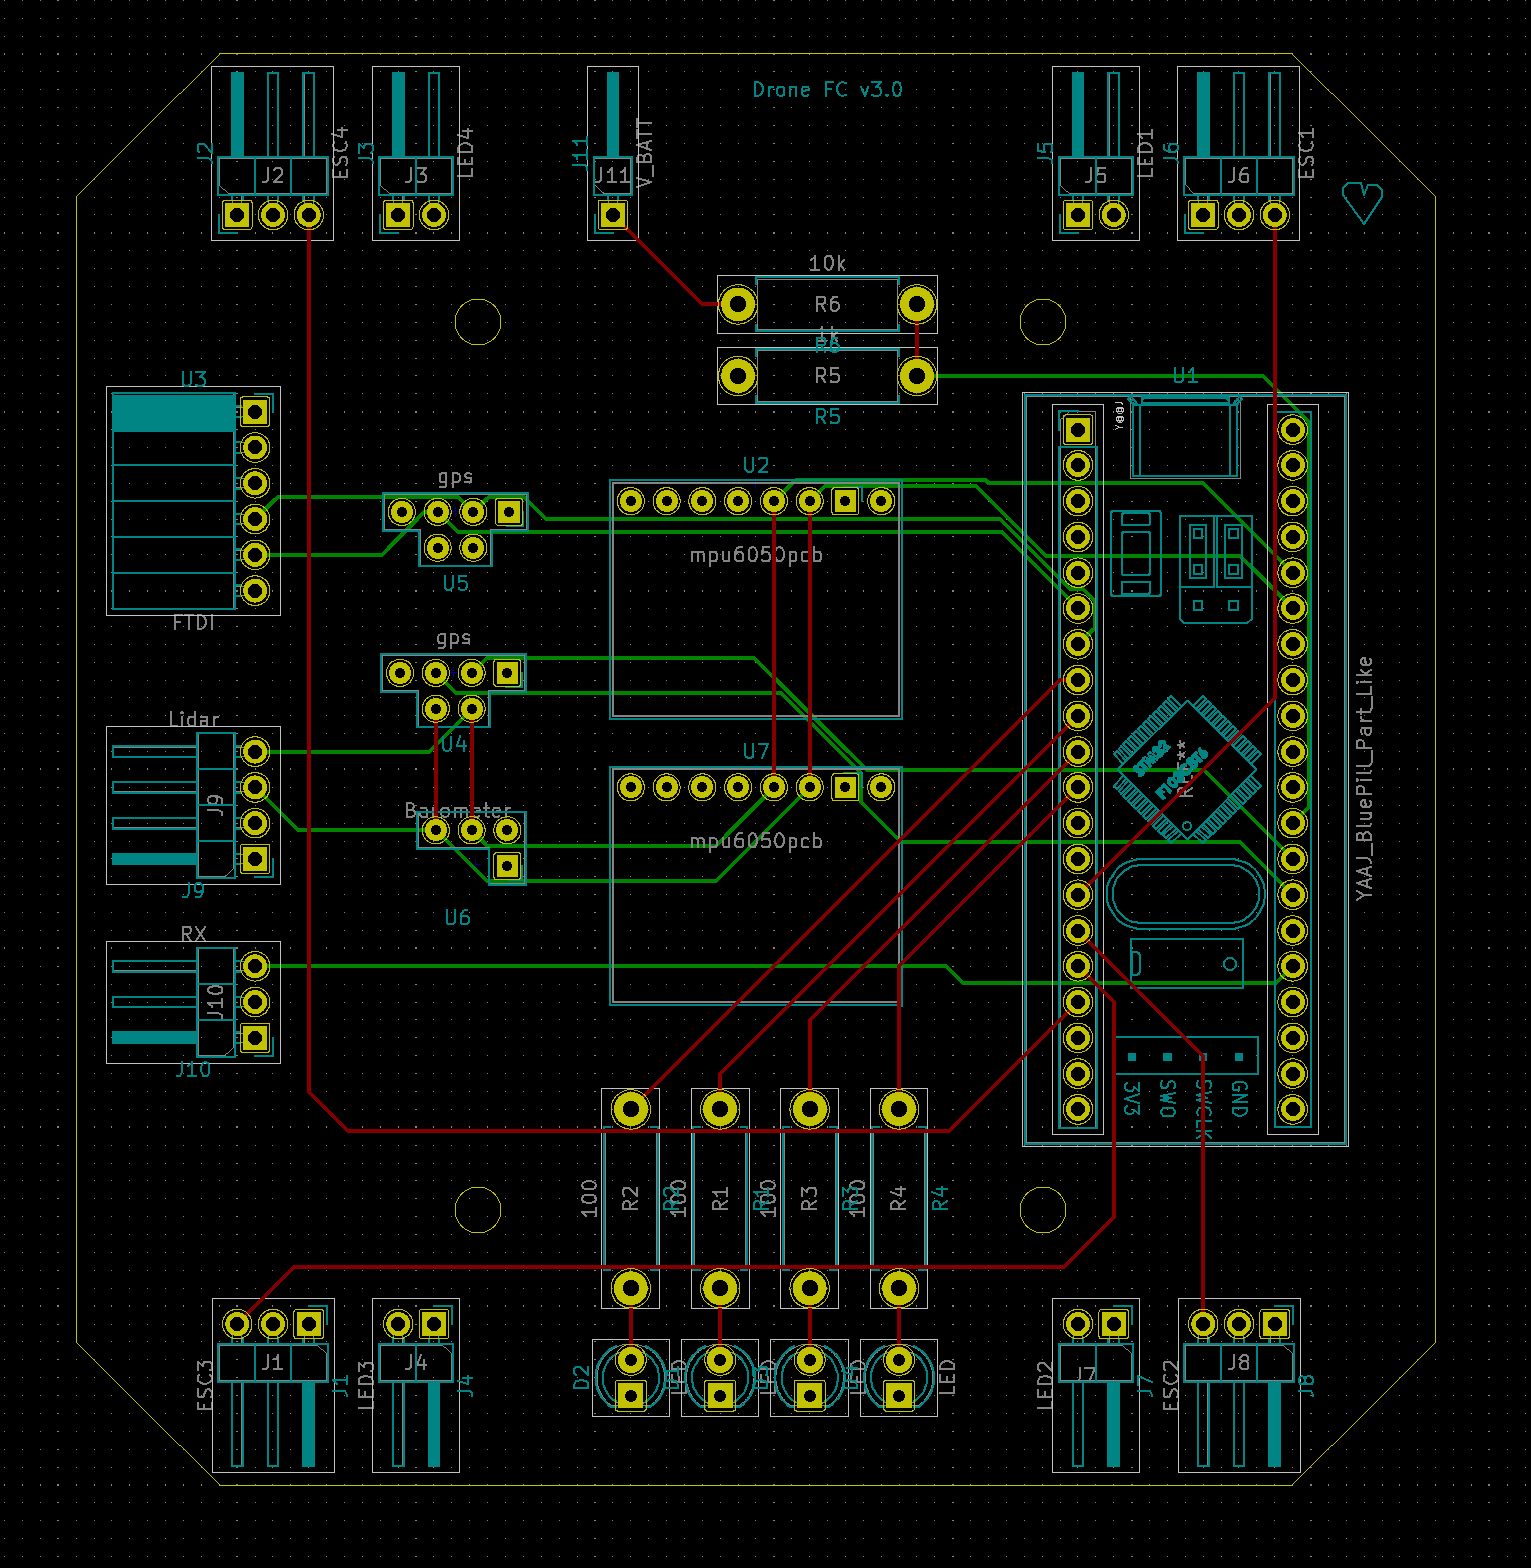 Drone FC v3.0
J2
J2
ESC4
J3
J3
LED4
J11
J11
V_BATT
J5
J5
LED1
J6
J6
ESC1
10k
R6
1k
R6
R5
R5
U3
FTDI
gps
U5
U2
mpu6050pcb
U1
YAAJ
gps
U4
U7
mpu6050pcb
Lidar
J9
J9
Barometer
U6
RX
J10
J10
STM32
F103C8T6
YAAJ_BluePill_Part_Like
3V3
SWO
SWCLK
GND
100
R2
R2
100
R1
R1
100
R3
R3
100
R4
R4
ESC3
J1
J1
LED3
J4
J4
D2
LED
LED
LED
LED
LED2
J7
J7
ESC2
J8
J8